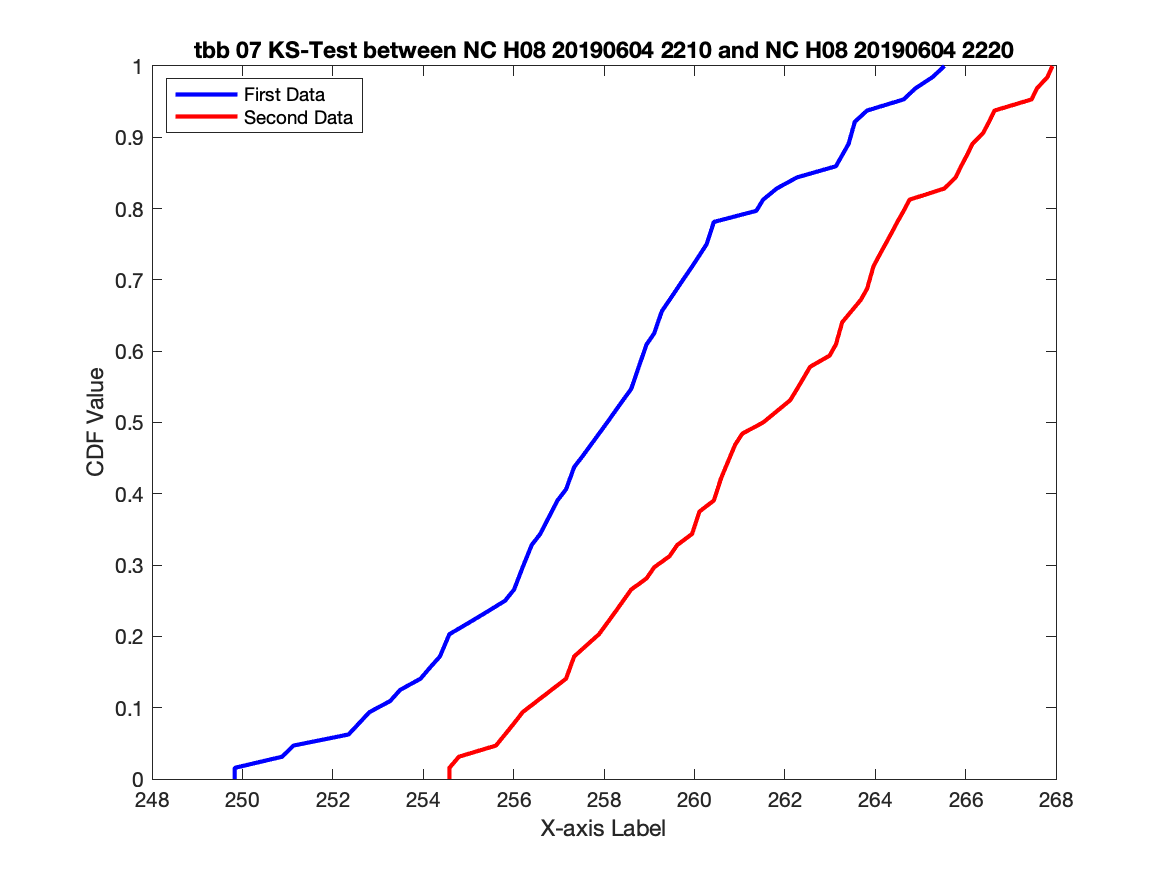 tbb 07 KS-Test between NC H08 20190604 2210 and NC H08 20190604 2220
First Data
Second Data
CDF Value
1
0.9
0.8
0.7
0.6
0.5
0.4
0.3
0.2
0.1
0
248 250 252 254 256 258 260 262 264 266 268
X-axis Label